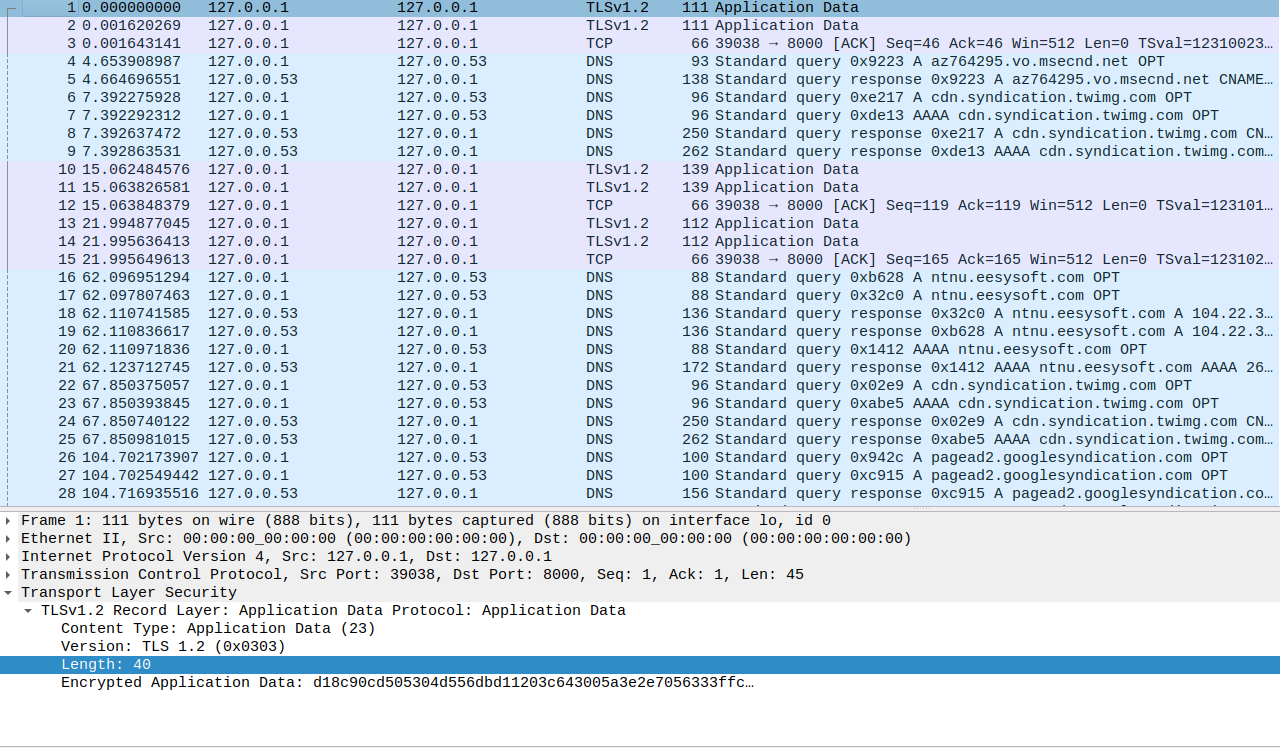 1 0.000000000 127.0.0.1 127.0.0.1 TLSv1.2 111 Application Data
2 0.001620269 127.0.0.1 127.0.0.1 TLSv1.2 111 Application Data
3 0.001643141 127.0.0.1 127.0.0.1 TCP 66 39038 → 8000 [ACK] Seq=46 Ack=46 Win=512 Len=0 TSval=12310023…
4 4.653908987 127.0.0.1 127.0.0.53 DNS 93 Standard query 0x9223 A az764295.vo.msecnd.net OPT
5 4.664696551 127.0.0.53 127.0.0.1 DNS 138 Standard query response 0x9223 A az764295.vo.msecnd.net CNAME…
6 7.392275928 127.0.0.1 127.0.0.53 DNS 96 Standard query 0xe217 A cdn.syndication.twimg.com OPT
7 7.392292312 127.0.0.1 127.0.0.53 DNS 96 Standard query 0xde13 AAAA cdn.syndication.twimg.com OPT
8 7.392637472 127.0.0.53 127.0.0.1 DNS 250 Standard query response 0xe217 A cdn.syndication.twimg.com CN…
9 7.392863531 127.0.0.53 127.0.0.1 DNS 262 Standard query response 0xde13 AAAA cdn.syndication.twimg.com…
10 15.062484576 127.0.0.1 127.0.0.1 TLSv1.2 139 Application Data
11 15.063826581 127.0.0.1 127.0.0.1 TLSv1.2 139 Application Data
12 15.063848379 127.0.0.1 127.0.0.1 TCP 66 39038 → 8000 [ACK] Seq=119 Ack=119 Win=512 Len=0 TSval=123101…
13 21.994877045 127.0.0.1 127.0.0.1 TLSv1.2 112 Application Data
14 21.995636413 127.0.0.1 127.0.0.1 TLSv1.2 112 Application Data
15 21.995649613 127.0.0.1 127.0.0.1 TCP 66 39038 → 8000 [ACK] Seq=165 Ack=165 Win=512 Len=0 TSval=123102…
16 62.096951294 127.0.0.1 127.0.0.53 DNS 88 Standard query 0xb628 A ntnu.eesysoft.com OPT
17 62.097807463 127.0.0.1 127.0.0.53 DNS 88 Standard query 0x32c0 A ntnu.eesysoft.com OPT
18 62.110741585 127.0.0.53 127.0.0.1 DNS 136 Standard query response 0x32c0 A ntnu.eesysoft.com A 104.22.3…
19 62.110836617 127.0.0.53 127.0.0.1 DNS 136 Standard query response 0xb628 A ntnu.eesysoft.com A 104.22.3…
20 62.110971836 127.0.0.1 127.0.0.53 DNS 88 Standard query 0x1412 AAAA ntnu.eesysoft.com OPT
21 62.123712745 127.0.0.53 127.0.0.1 DNS 172 Standard query response 0x1412 AAAA ntnu.eesysoft.com AAAA 26…
22 67.850375057 127.0.0.1 127.0.0.53 DNS 96 Standard query 0x02e9 A cdn.syndication.twimg.com OPT
23 67.850393845 127.0.0.1 127.0.0.53 DNS 96 Standard query 0xabe5 AAAA cdn.syndication.twimg.com OPT
24 67.850740122 127.0.0.53 127.0.0.1 DNS 250 Standard query response 0x02e9 A cdn.syndication.twimg.com CN…
25 67.850981015 127.0.0.53 127.0.0.1 DNS 262 Standard query response 0xabe5 AAAA cdn.syndication.twimg.com…
26 104.702173907 127.0.0.1 127.0.0.53 DNS 100 Standard query 0x942c A pagead2.googlesyndication.com OPT
27 104.702549442 127.0.0.1 127.0.0.53 DNS 100 Standard query 0xc915 A pagead2.googlesyndication.com OPT
28 104.716935516 127.0.0.53 127.0.0.1 DNS 156 Standard query response 0xc915 A pagead2.googlesyndication.co…
Frame 1: 111 bytes on wire (888 bits), 111 bytes captured (888 bits) on interface lo, id 0
Ethernet II, Src: 00:00:00_00:00:00 (00:00:00:00:00:00), Dst: 00:00:00_00:00:00 (00:00:00:00:00:00)
Internet Protocol Version 4, Src: 127.0.0.1, Dst: 127.0.0.1
Transmission Control Protocol, Src Port: 39038, Dst Port: 8000, Seq: 1, Ack: 1, Len: 45
Transport Layer Security
TLSv1.2 Record Layer: Application Data Protocol: Application Data
Content Type: Application Data (23)
Version: TLS 1.2 (0x0303)
Length: 40
Encrypted Application Data: d18c90cd505304d556dbd11203c643005a3e2e7056333ffc…